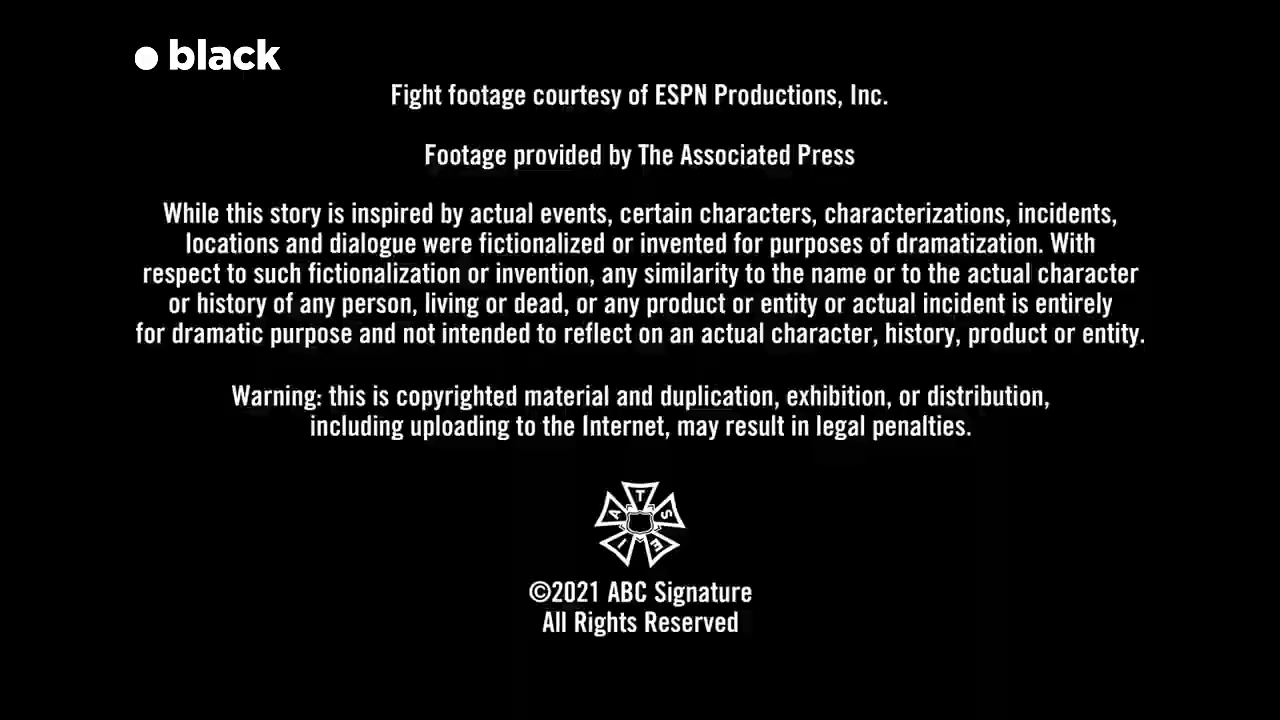 black
Fight footage courtesy of ESPN Productions, Inc.
Footage provided by The Associated Press
While this story is inspired by actual events, certain characters, characterizations, incidents,
locations and dialogue were fictionalized or invented for purposes of dramatization. With
respect to such fictionalization or invention, any similarity to the name or to the actual character
or history of any person, living or dead, or any product or entity or actual incident is entirely
for dramatic purpose and not intended to reflect on an actual character, history, product or entity.
Warning: this is copyrighted material and duplication, exhibition, or distribution,
including uploading to the Internet, may result in legal penalties.
I A T S E
©2021 ABC Signature
All Rights Reserved